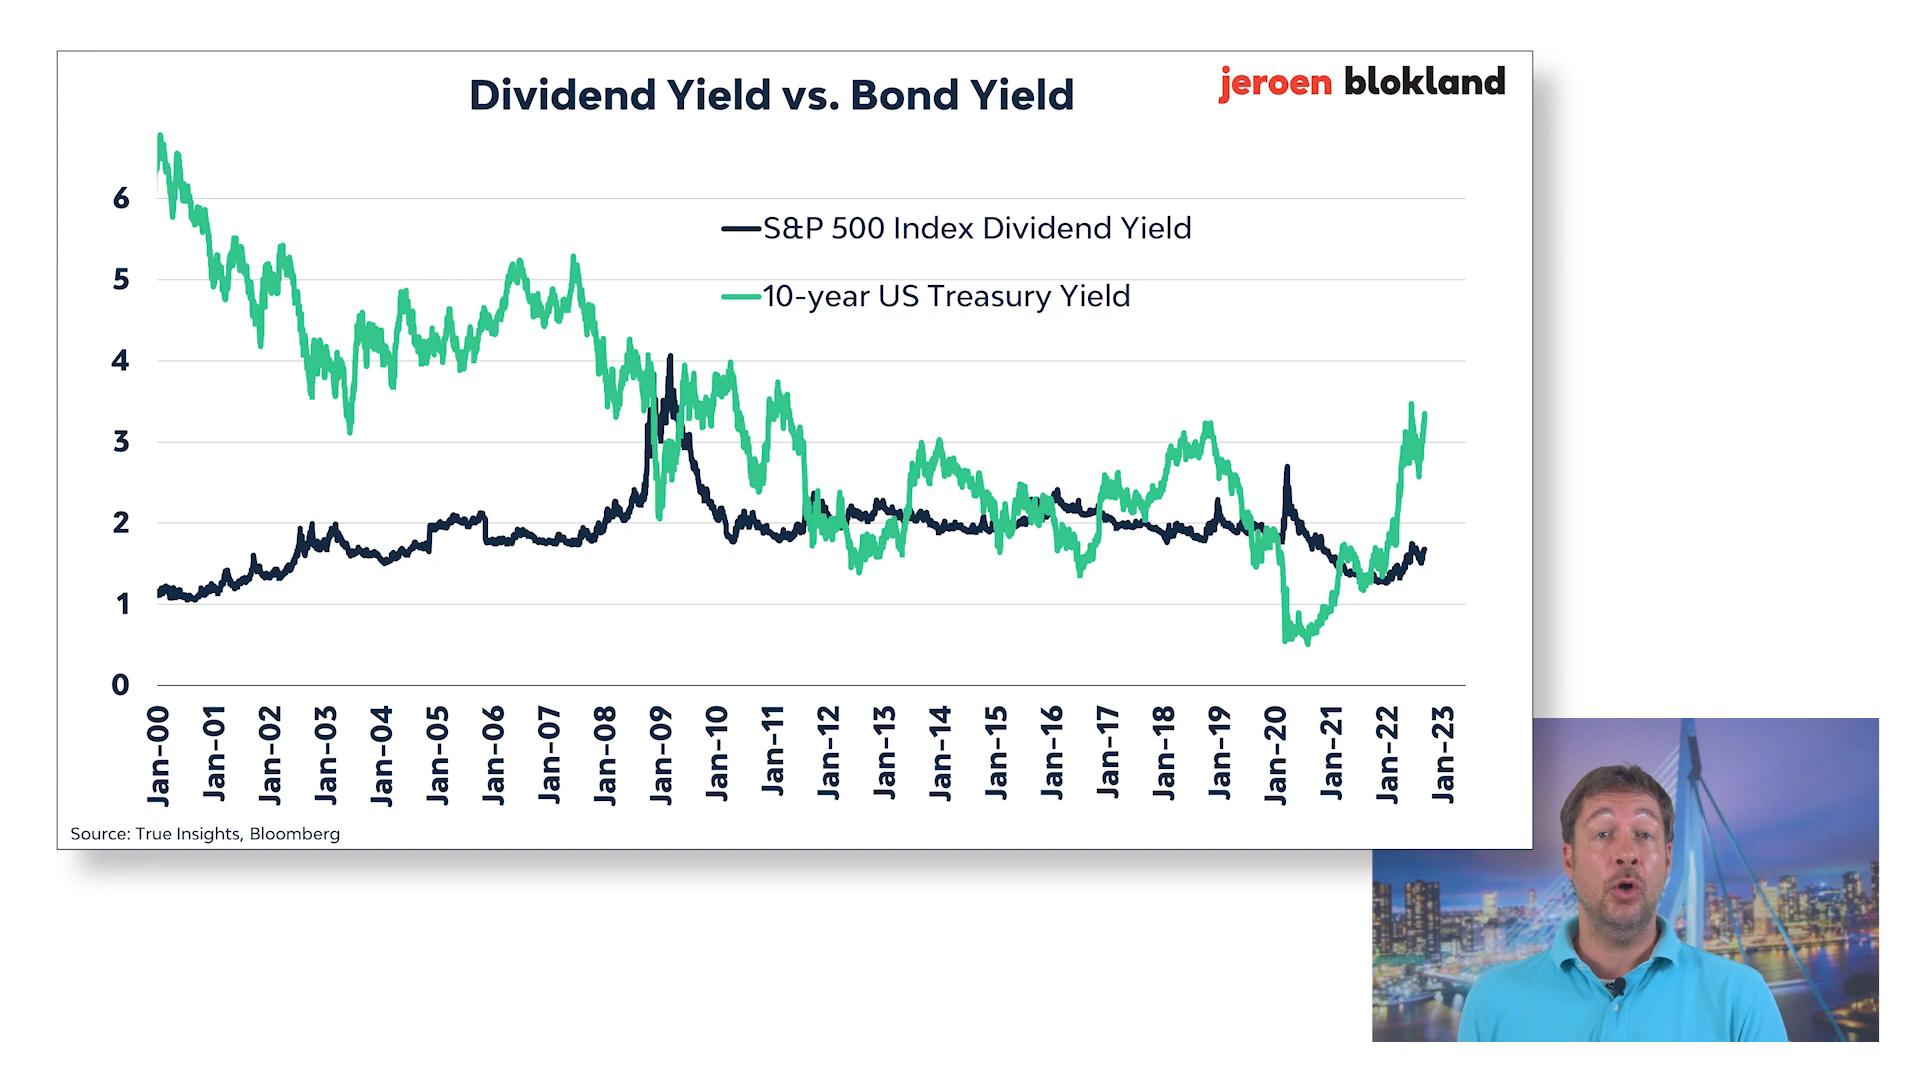 Dividend Yield vs. Bond Yield
jeroen blokland
S&P 500 Index Dividend Yield
10-year US Treasury Yield
6
5
4
3
2
1
0
Jan-00
Jan-01
Jan-02
Jan-03
Jan-04
Jan-05
Jan-06
Jan-07
Jan-08
Jan-09
Jan-10
Jan-11
Jan-12
Jan-13
Jan-14
Jan-15
Jan-16
Jan-17
Jan-18
Jan-19
Jan-20
Jan-21
Jan-22
Jan-23
Source: True Insights, Bloomberg